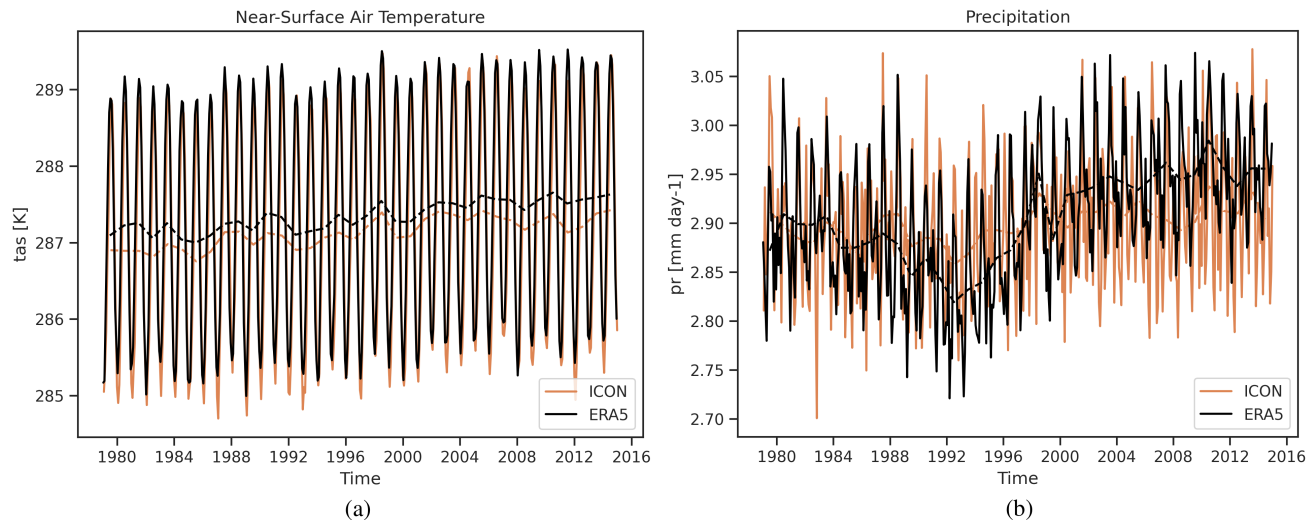 Near-Surface Air Temperature
tas [K]
289
288
287
286
285
1980 1984 1988 1992 1996 2000 2004 2008 2012 2016
Time
ICON
ERA5
(a)
Precipitation
pr [mm day-1]
3.05
3.00
2.95
2.90
2.85
2.80
2.75
2.70
1980 1984 1988 1992 1996 2000 2004 2008 2012 2016
Time
ICON
ERA5
(b)